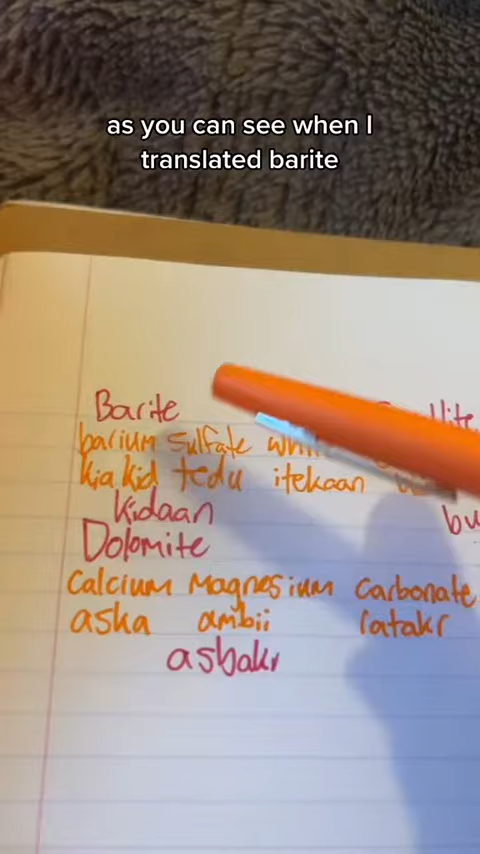 as you can see when I
translated barite
Barite
barium sulfate
kia kid tedu itekaan
kidaan
Dolomite
Calcium Magnesium Carbonate
aska ambii latakr
asbakr